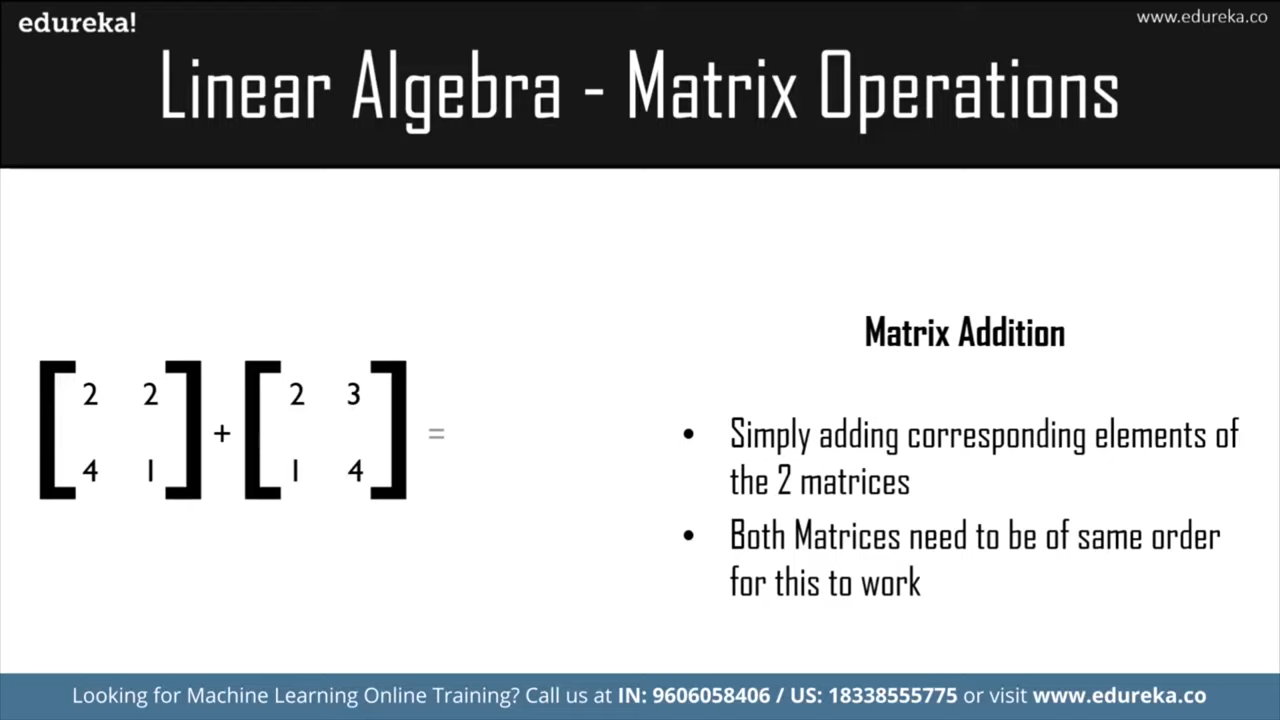 edureka!
www.edureka.co
Linear Algebra - Matrix Operations
2 2
4 1
+
2 3
1 4
=
Matrix Addition
• Simply adding corresponding elements of
the 2 matrices
• Both Matrices need to be of same order
for this to work
Looking for Machine Learning Online Training? Call us at IN: 9606058406 / US: 18338555775 or visit www.edureka.co